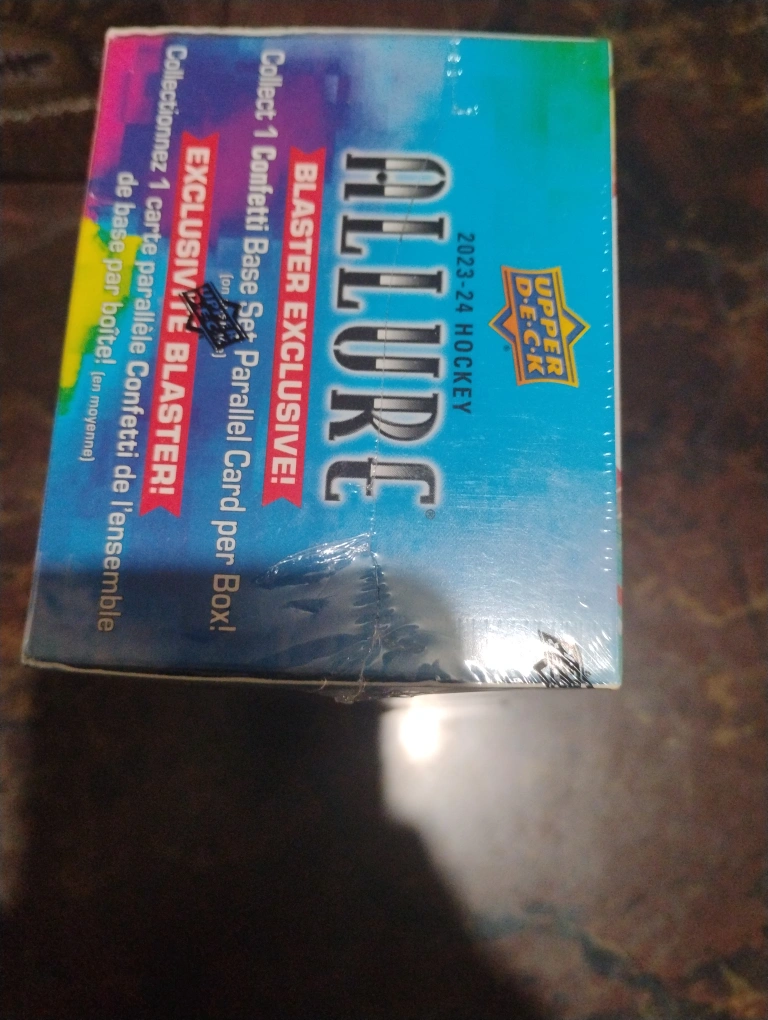 UPPER
D·E·C·K
2023-24 HOCKEY
ALLURE®
BLASTER EXCLUSIVE!
Collect 1 Confetti Base Set Parallel Card per Box!
(on
EXCLUSIVITÉ BLASTER!
Collectionnez 1 carte parallèle Confetti de l'ensemble
de base par boîte! (en moyenne)